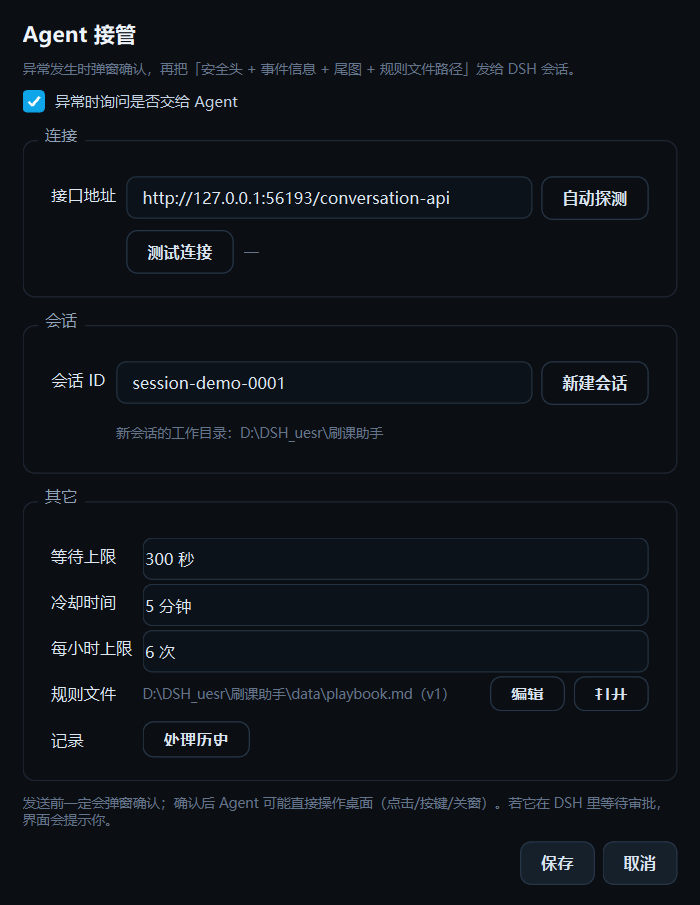 Agent 接管
异常发生时弹窗确认，再把「安全头 + 事件信息 + 尾图 + 规则文件路径」发给 DSH 会话。
异常时询问是否交给 Agent
连接
接口地址 http://127.0.0.1:56193/conversation-api 自动探测
测试连接 —
会话
会话 ID session-demo-0001 新建会话
新会话的工作目录：D:\DSH_uesr\刷课助手
其它
等待上限 300 秒
冷却时间 5 分钟
每小时上限 6 次
规则文件 D:\DSH_uesr\刷课助手\data\playbook.md（v1） 编辑 打开
记录 处理历史
发送前一定会弹窗确认；确认后 Agent 可能直接操作桌面（点击/按键/关窗）。若它在 DSH 里等待审批，
界面会提示你。
保存 取消